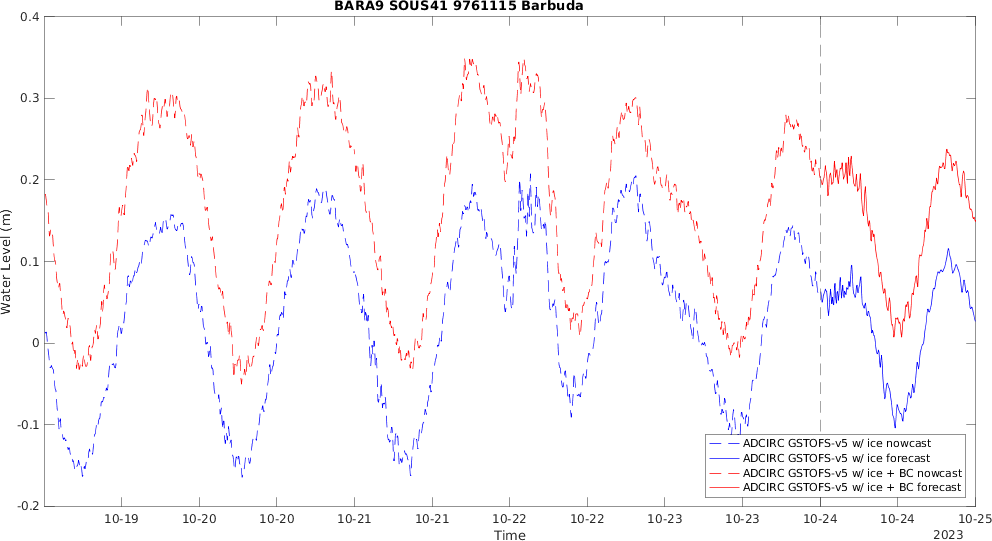 BARA9 SOUS41 9761115 Barbuda
Water Level (m)
0.4
0.3
0.2
0.1
0
-0.1
-0.2
ADCIRC GSTOFS-v5 w/ ice nowcast
ADCIRC GSTOFS-v5 w/ ice forecast
ADCIRC GSTOFS-v5 w/ ice + BC nowcast
ADCIRC GSTOFS-v5 w/ ice + BC forecast
10-19 10-20 10-20 10-21 10-21 10-22 10-22 10-23 10-23 10-24 10-24 10-25
Time
2023